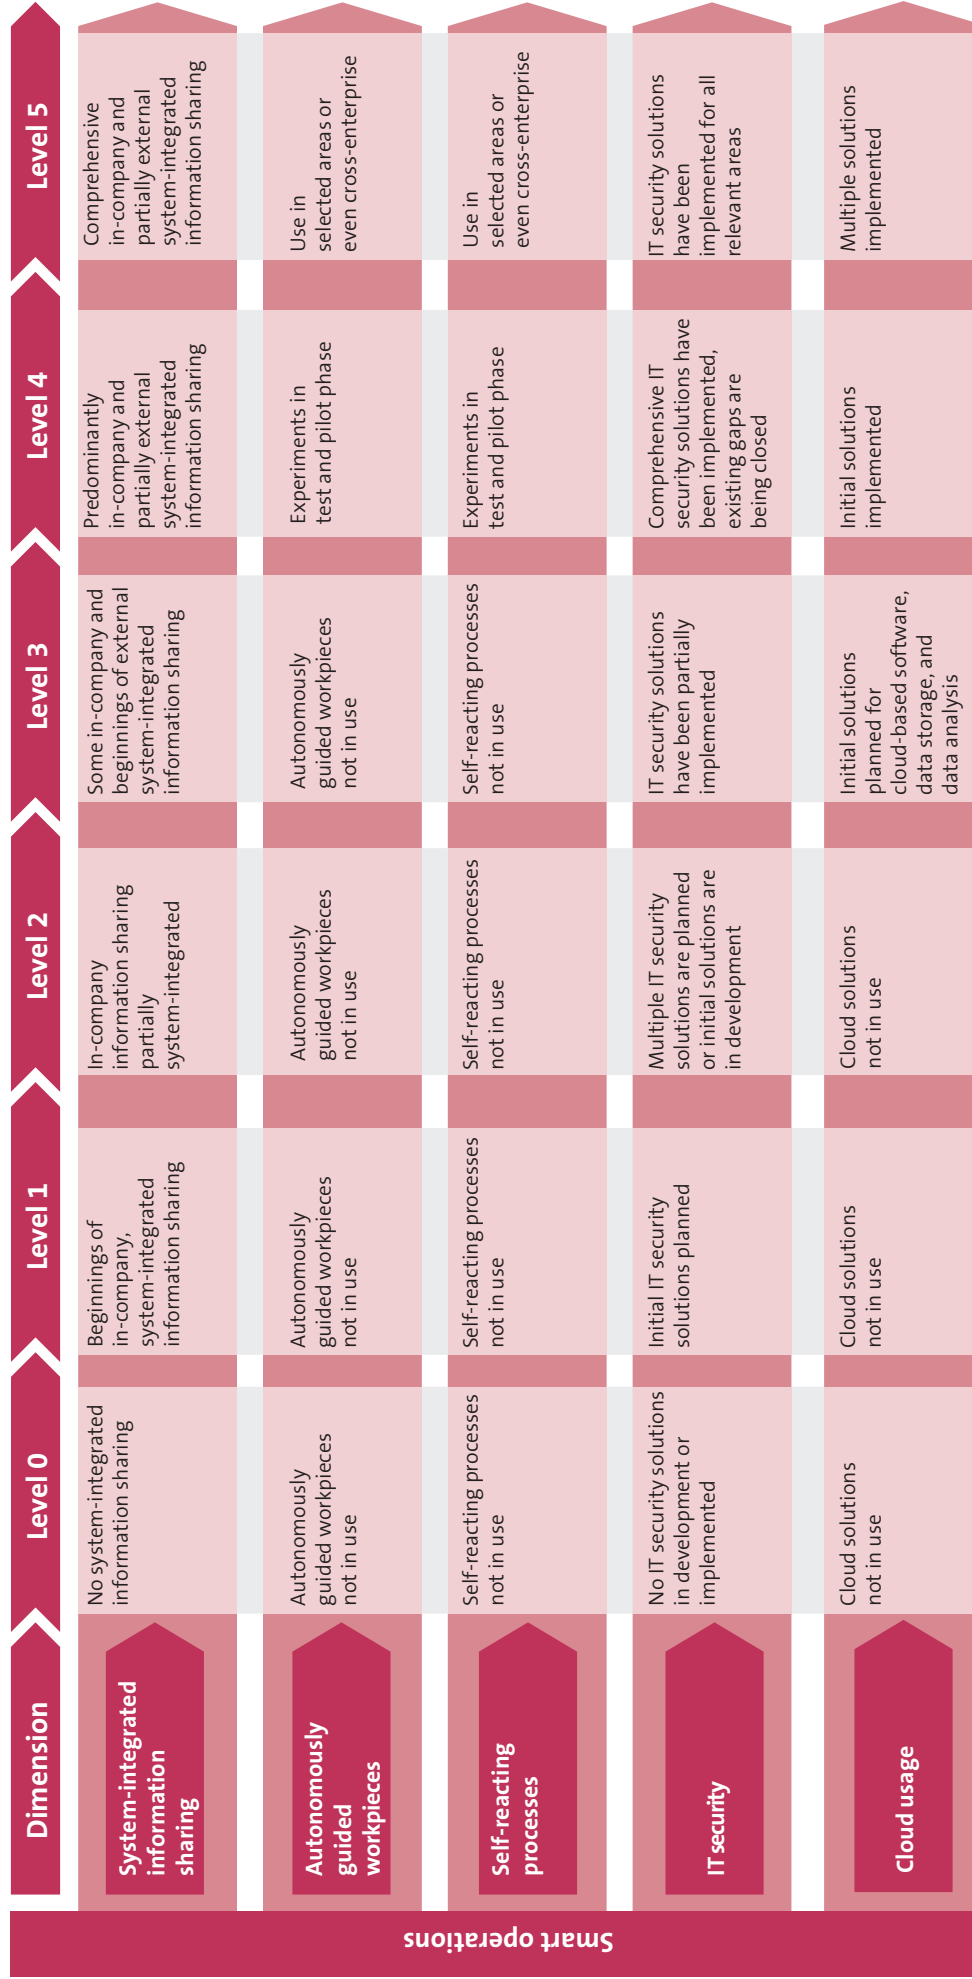 Dimension
Level 0
Level 1
Level 2
Level 3
Level 4
Level 5
Smart operations
System-integrated
information
sharing
No system-integrated
information sharing
Beginnings of
in-company,
system-integrated
information sharing
In-company
information sharing
partially
system-integrated
Some in-company and
beginnings of external
system-integrated
information sharing
Predominantly
in-company and
partially external
system-integrated
information sharing
Comprehensive
in-company and
partially external
system-integrated
information sharing
Autonomously
guided
workpieces
Autonomously
guided workpieces
not in use
Autonomously
guided workpieces
not in use
Autonomously
guided workpieces
not in use
Autonomously
guided workpieces
not in use
Experiments in
test and pilot phase
Use in
selected areas or
even cross-enterprise
Self-reacting
processes
Self-reacting processes
not in use
Self-reacting processes
not in use
Self-reacting processes
not in use
Self-reacting processes
not in use
Experiments in
test and pilot phase
Use in
selected areas or
even cross-enterprise
IT security
No IT security solutions
in development or
implemented
Initial IT security
solutions planned
Multiple IT security
solutions are planned
or initial solutions are
in development
IT security solutions
have been partially
implemented
Comprehensive IT
security solutions have
been implemented,
existing gaps are
being closed
IT security solutions
have been
implemented for all
relevant areas
Cloud usage
Cloud solutions
not in use
Cloud solutions
not in use
Cloud solutions
not in use
Initial solutions
planned for
cloud-based software,
data storage, and
data analysis
Initial solutions
implemented
Multiple solutions
implemented